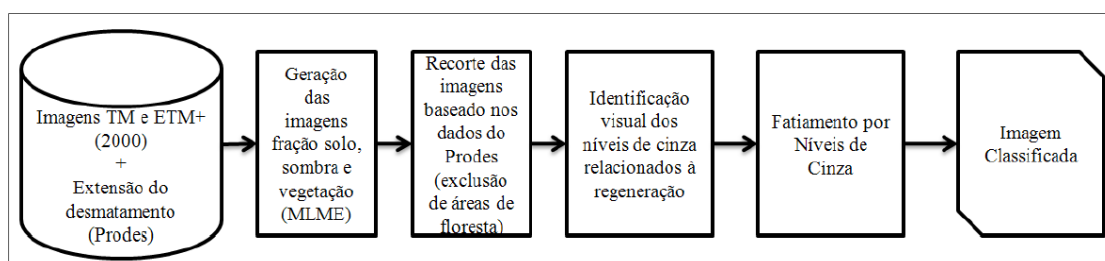 Imagens TM e ETM+
(2000)
+
Extensão do
desmatamento
(Prodes)
Geração
das
imagens
fração solo,
sombra e
vegetação
(MLME)
Recorte das
imagens
baseado nos
dados do
Prodes
(exclusão
de áreas de
floresta)
Identificação
visual dos
níveis de cinza
relacionados à
regeneração
Fatiamento por
Níveis de
Cinza
Imagem
Classificada